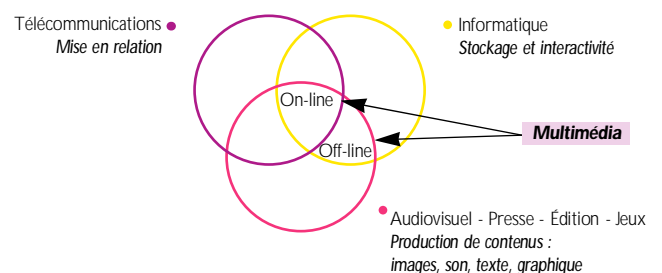 Télécommunications
Mise en relation
Informatique
Stockage et interactivité
On-line
Multimédia
Off-line
Audiovisuel - Presse - Édition - Jeux
Production de contenus :
images, son, texte, graphique